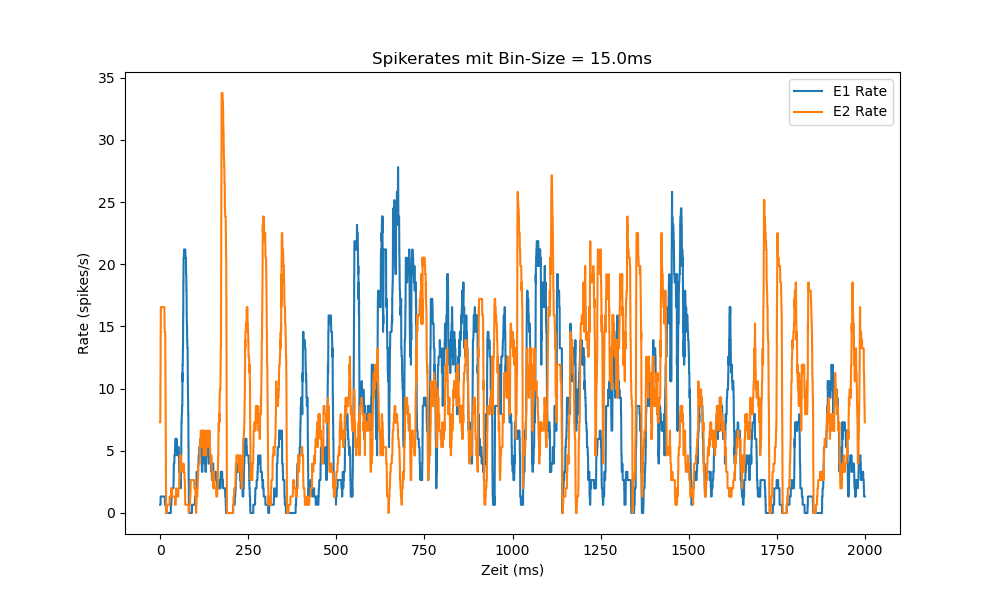 Spikerates mit Bin-Size = 15.0ms
E1 Rate
E2 Rate
Rate (spikes/s)
35
30
25
20
15
10
5
0
0 250 500 750 1000 1250 1500 1750 2000
Zeit (ms)